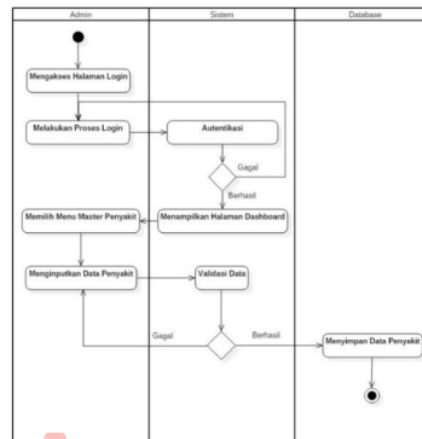 Admin
Sistem
Database
Mengakses Halaman Login
Melakukan Proses Login
Autentikasi
Gagal
Berhasil
Memilih Menu Master Penyakit
Menampilkan Halaman Dashboard
Menginputkan Data Penyakit
Validasi Data
Gagal
Berhasil
Menyimpan Data Penyakit